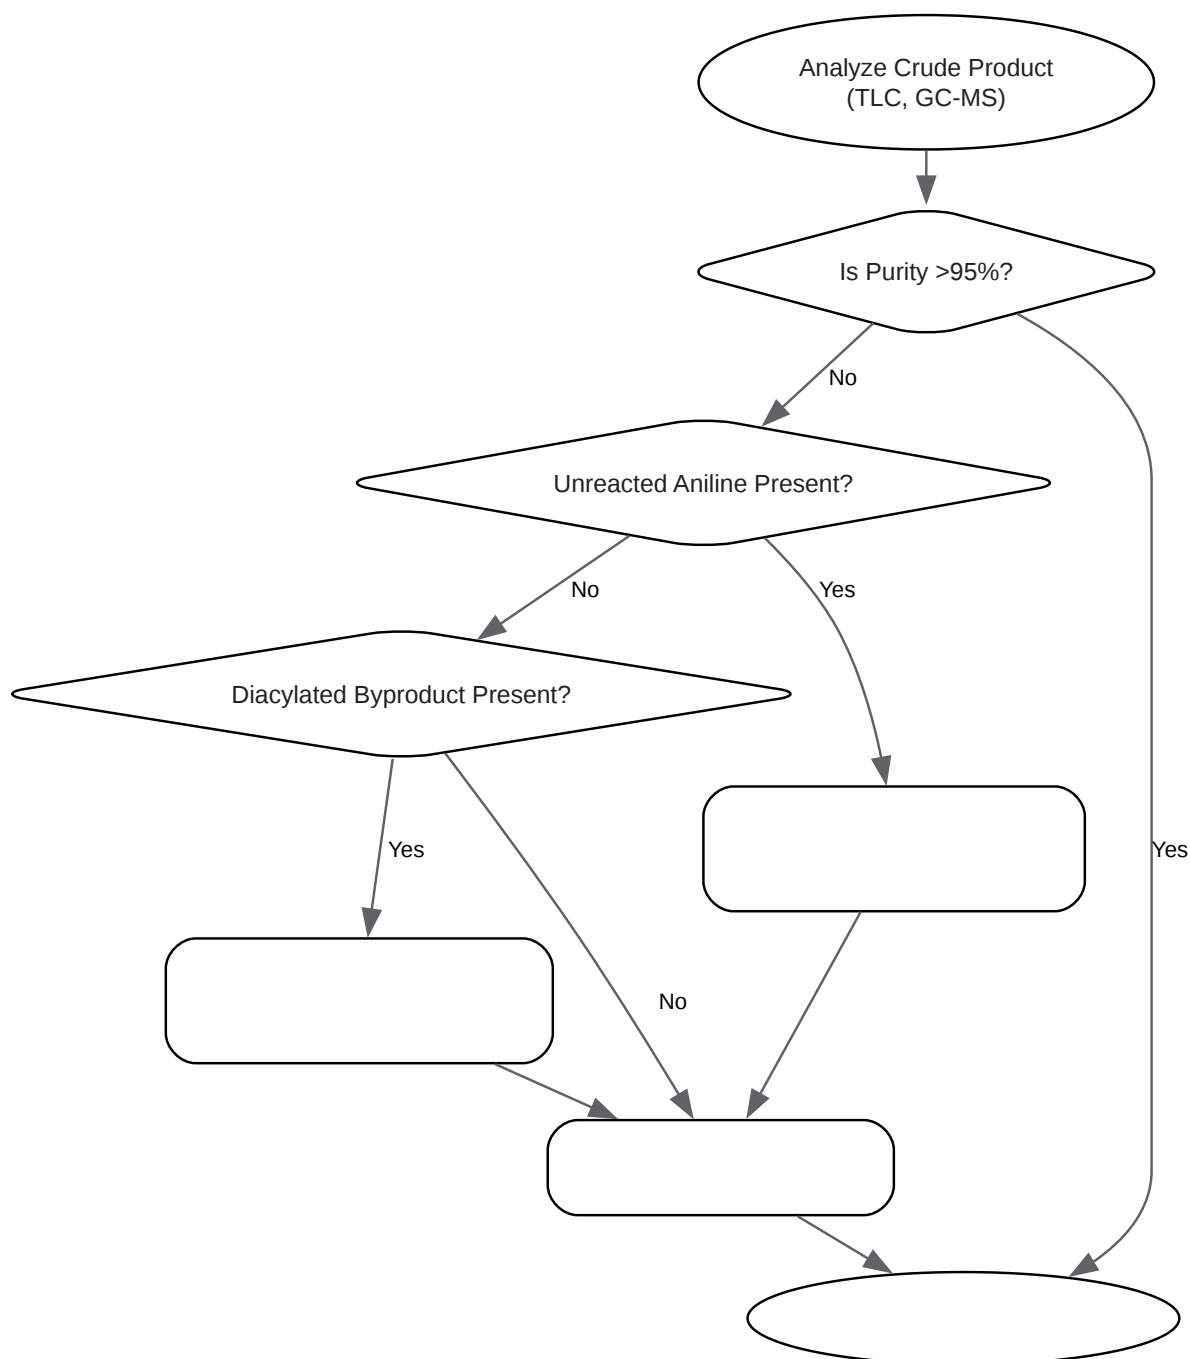 Analyze Crude Product
(TLC, GC-MS)
Is Purity >95%?
No
Unreacted Aniline Present?
No
Yes
Diacylated Byproduct Present?
Yes
Yes
No